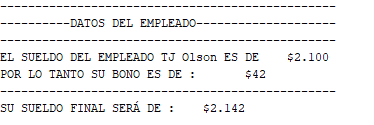 ------------------------------------------------
----------DATOS DEL EMPLEADO--------------------
------------------------------------------------
EL SUELDO DEL EMPLEADO TJ Olson ES DE    $2.100
POR LO TANTO SU BONO ES DE :       $42
------------------------------------------------
SU SUELDO FINAL SERÁ DE :    $2.142